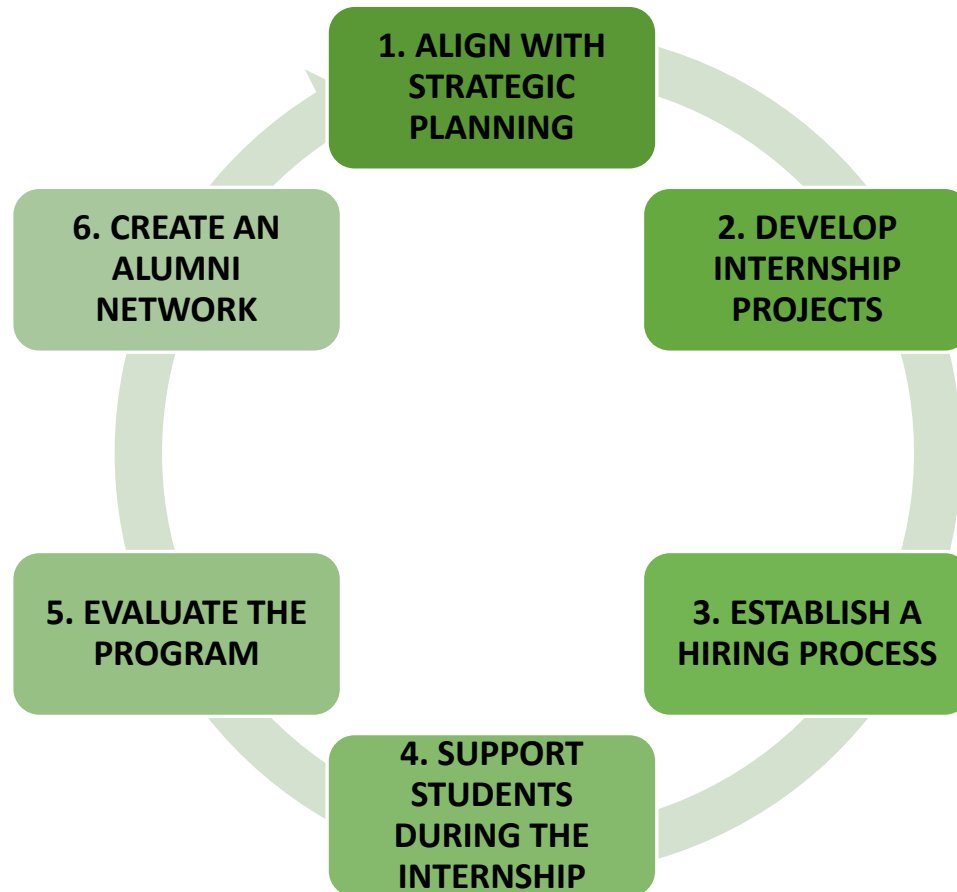 1. ALIGN WITH
STRATEGIC
PLANNING
2. DEVELOP
INTERNSHIP
PROJECTS
3. ESTABLISH A
HIRING PROCESS
4. SUPPORT
STUDENTS
DURING THE
INTERNSHIP
5. EVALUATE THE
PROGRAM
6. CREATE AN
ALUMNI
NETWORK